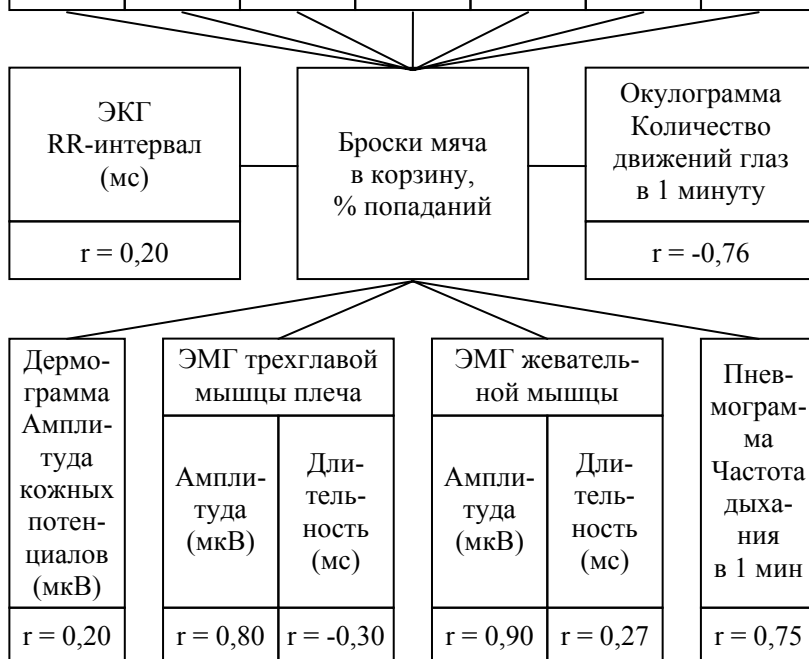 ЭКГ
RR-интервал
(мс)
r = 0,20
Броски мяча
в корзину,
% попаданий
Окулограмма
Количество
движений глаз
в 1 минуту
r = -0,76
Дермо-
грамма
Ампли-
туда
кожных
потен-
циалов
(мкВ)
r = 0,20
ЭМГ трехглавой
мышцы плеча
Ампли-
туда
(мкВ)
r = 0,80
Дли-
тель-
ность
(мс)
r = -0,30
ЭМГ жеватель-
ной мышцы
Ампли-
туда
(мкВ)
r = 0,90
Дли-
тель-
ность
(мс)
r = 0,27
Пнев-
мограм-
ма
Частота
дыха-
ния
в 1 мин
r = 0,75